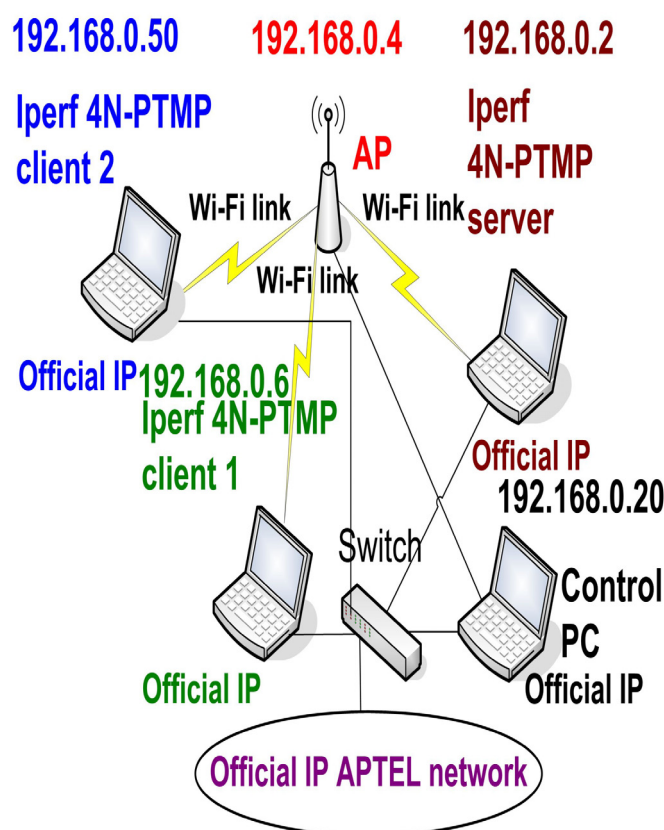 192.168.0.50
192.168.0.4
192.168.0.2
Iperf 4N-PTMP
client 2
Iperf
4N-PTMP
server
AP
Wi-Fi link
Wi-Fi link
Wi-Fi link
Official IP
192.168.0.6
Iperf 4N-PTMP
client 1
Official IP
192.168.0.20
Switch
Control
PC
Official IP
Official IP
Official IP APTEL network